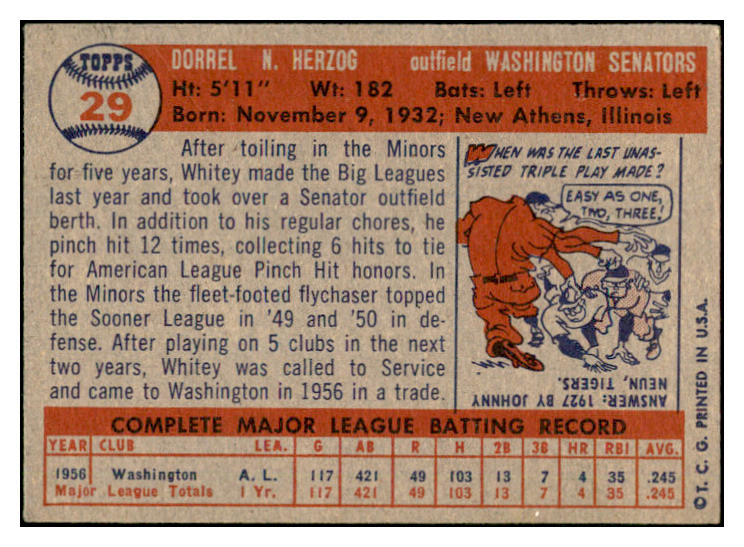 TOPPS
29
DORREL N. HERZOG outfield WASHINGTON SENATORS
Ht: 5'11" Wt: 182 Bats: Left Throws: Left
Born: November 9, 1932; New Athens, Illinois
After toiling in the Minors
for five years, Whitey made the Big Leagues
last year and took over a Senator outfield
berth. In addition to his regular chores, he
pinch hit 12 times, collecting 6 hits to tie
for American League Pinch Hit honors. In
the Minors the fleet-footed flychaser topped
the Sooner League in '49 and '50 in de-
fense. After playing on 5 clubs in the next
two years, Whitey was called to Service
and came to Washington in 1956 in a trade.
WHEN WAS THE LAST UNAS-
SISTED TRIPLE PLAY MADE?
EASY AS ONE,
TWO, THREE!
ANSWER: 1927 BY JOHNNY
NEUN, TIGERS.
COMPLETE MAJOR LEAGUE BATTING RECORD
YEAR CLUB LEA. G AB R H 2B 3B HR RBI AVG.
1956 Washington A. L. 117 421 49 103 13 7 4 35 .245
Major League Totals 1 Yr. 117 421 49 103 13 7 4 35 .245
© T. C. G. PRINTED IN U.S.A.